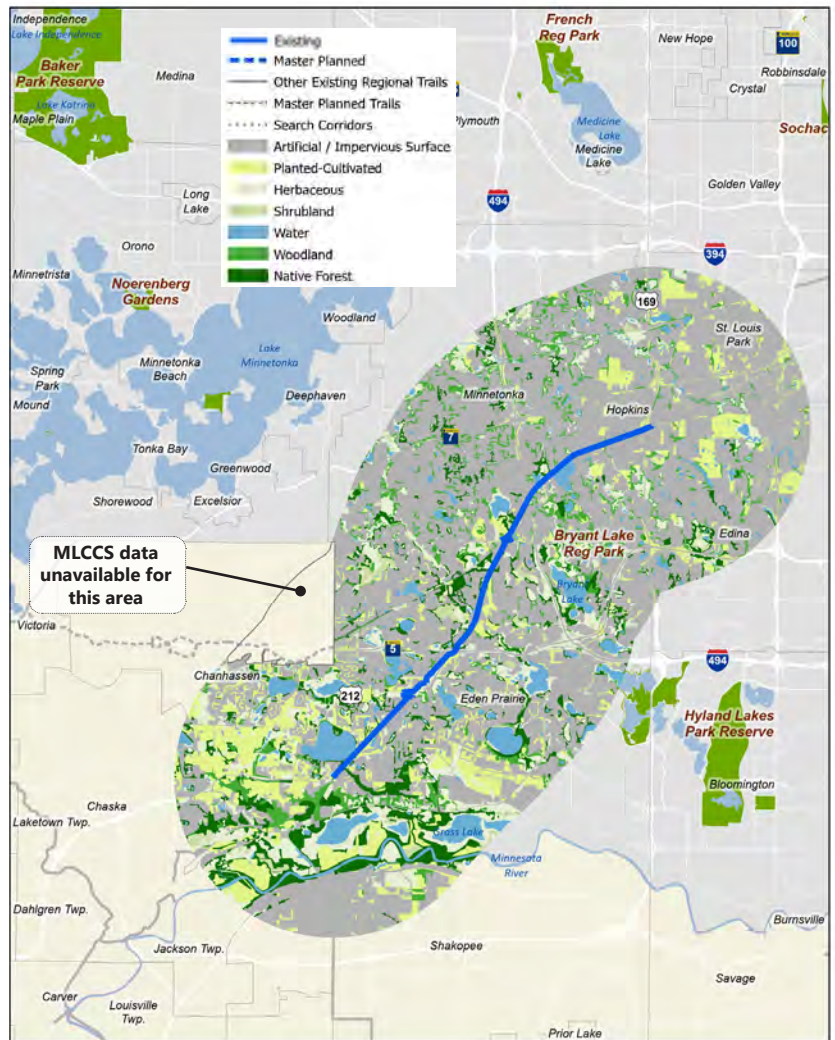 Independence
Lake Independence
Baker
Park Reserve
Lake Katrina
Maple Plain
Medina
Existing
Master Planned
Other Existing Regional Trails
Master Planned Trails
Search Corridors
Artificial / Impervious Surface
Planted-Cultivated
Herbaceous
Shrubland
Water
Woodland
Native Forest
French
Reg Park
New Hope
100
Robbinsdale
Crystal
Plymouth
Medicine
Lake
Medicine
Lake
Sochac
Golden Valley
494
394
Long
Lake
Orono
Minnetrista
Noerenberg
Gardens
Woodland
Lake
Minnetonka
Spring
Park
Minnetonka
Beach
Mound
Deephaven
Tonka Bay
Greenwood
Shorewood
Excelsior
169
St. Louis
Park
Minnetonka
Hopkins
7
Bryant Lake
Reg Park
Bryant
Lake
Edina
MLCCS data
unavailable for
this area
Victoria
5
Chanhassen
212
Eden Prairie
494
Hyland Lakes
Park Reserve
Bloomington
Chaska
Laketown Twp.
Grass Lake
Minnesota
River
Dahlgren Twp.
Jackson Twp.
Shakopee
Burnsville
Savage
Carver
Louisville
Twp.
Prior Lake